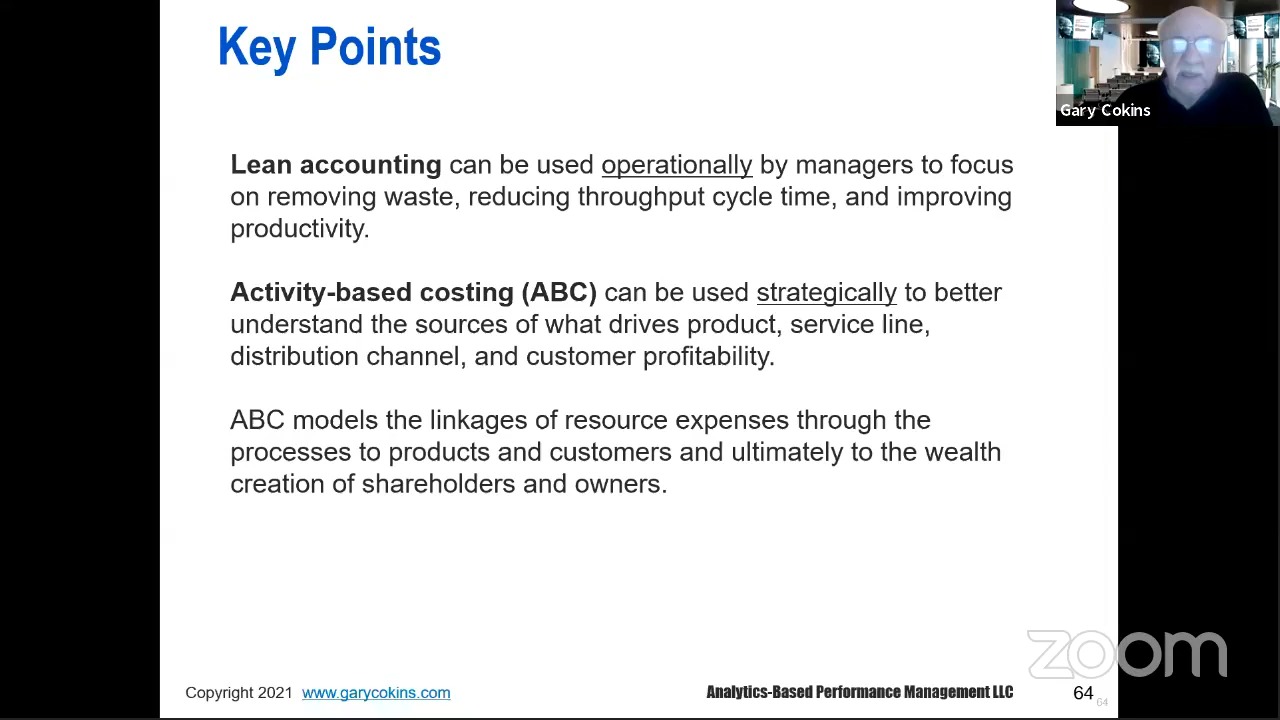 Key Points
Gary Cokins
Lean accounting can be used operationally by managers to focus
on removing waste, reducing throughput cycle time, and improving
productivity.
Activity-based costing (ABC) can be used strategically to better
understand the sources of what drives product, service line,
distribution channel, and customer profitability.
ABC models the linkages of resource expenses through the
processes to products and customers and ultimately to the wealth
creation of shareholders and owners.
zoom
Copyright 2021 www.garycokins.com
Analytics-Based Performance Management LLC
64
64